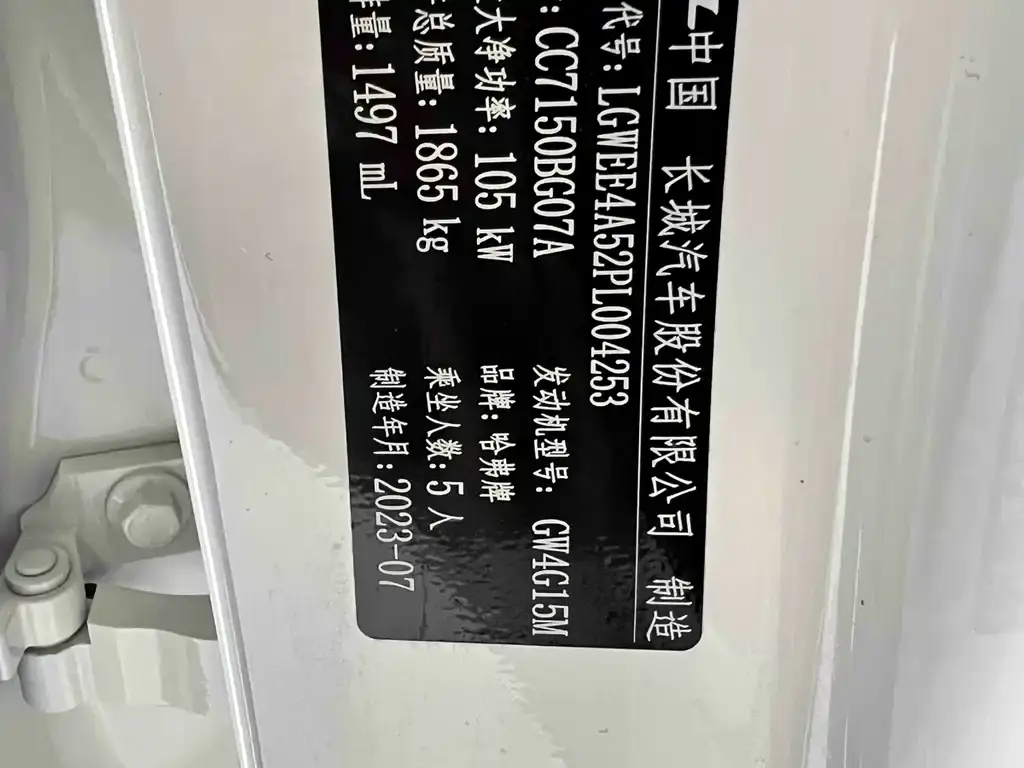 中国 长城汽车股份有限公司 制造
代号: LGWEE4A52PL004253
: CC7150BG07A 发动机型号: GW4G15M
大净功率: 105 kW 品牌: 哈弗牌
总质量: 1865 kg 乘坐人数: 5 人
量: 1497 mL 制造年月: 2023-07